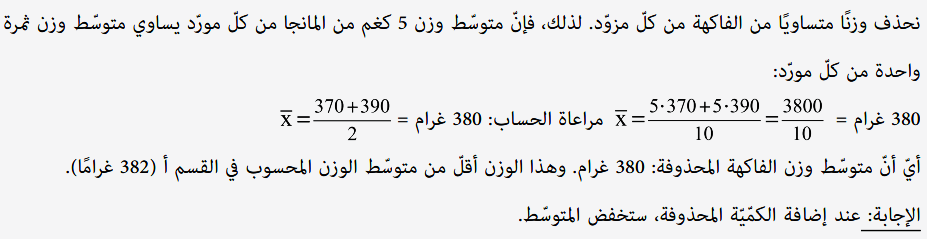 نحذف وزنًا متساويًا من الفاكهة من كلّ مزوّد. لذلك، فإنّ متوسّط وزن 5 كغم من المانجا من كلّ مورّد يساوي متوسّط وزن ثمرة
واحدة من كلّ مورّد:
380 غرام = x̅ = (5·370+5·390)/10 = 3800/10 مراعاة الحساب: 380 غرام = x̅ = (370+390)/2
أيّ أنّ متوسّط وزن الفاكهة المحذوفة: 380 غرام. وهذا الوزن أقلّ من متوسّط الوزن المحسوب في القسم أ (382 غرامًا).
الإجابة: عند إضافة الكمّيّة المحذوفة، ستخفض المتوسّط.